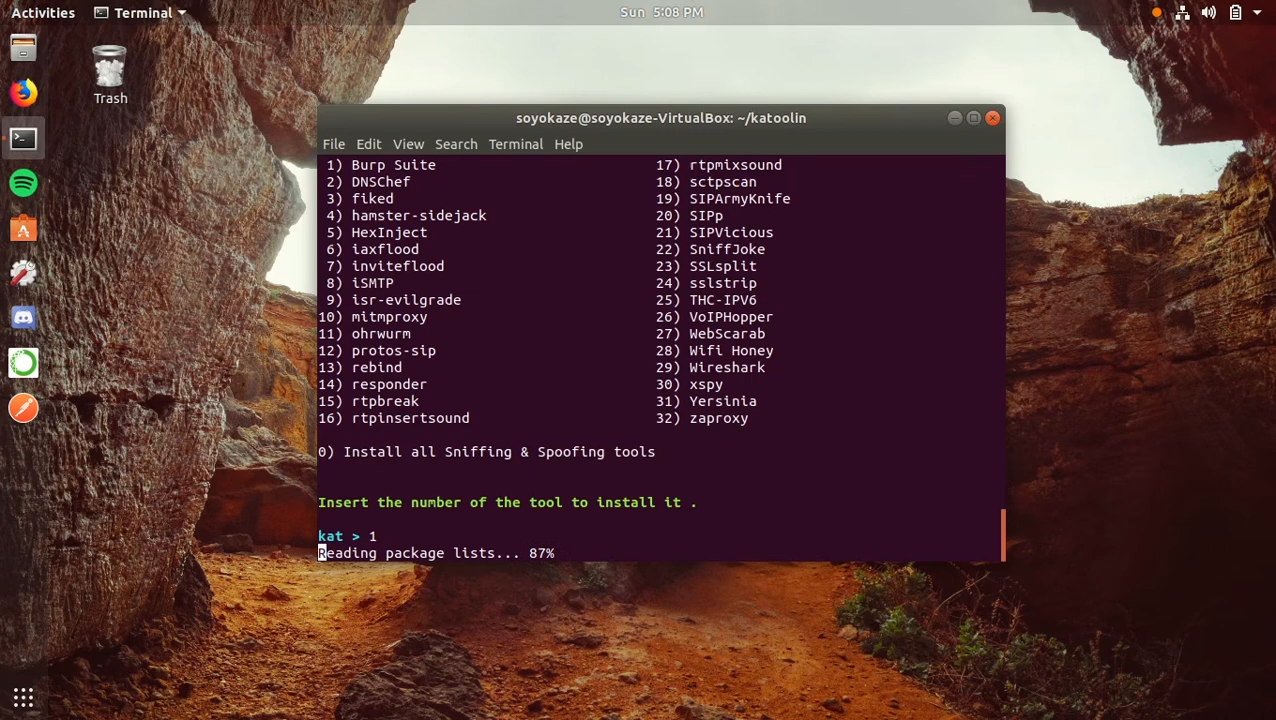 Activities Terminal Sun 5:08 PM
Trash
soyokaze@soyokaze-VirtualBox: ~/katoolin
File Edit View Search Terminal Help
1) Burp Suite 17) rtpmixsound
2) DNSChef 18) sctpscan
3) fiked 19) SIPArmyKnife
4) hamster-sidejack 20) SIPp
5) HexInject 21) SIPVicious
6) iaxflood 22) SniffJoke
7) inviteflood 23) SSLsplit
8) iSMTP 24) sslstrip
9) isr-evilgrade 25) THC-IPV6
10) mitmproxy 26) VoIPHopper
11) ohrwurm 27) WebScarab
12) protos-sip 28) Wifi Honey
13) rebind 29) Wireshark
14) responder 30) xspy
15) rtpbreak 31) Yersinia
16) rtpinsertsound 32) zaproxy
0) Install all Sniffing & Spoofing tools
Insert the number of the tool to install it .
kat > 1
Reading package lists... 87%